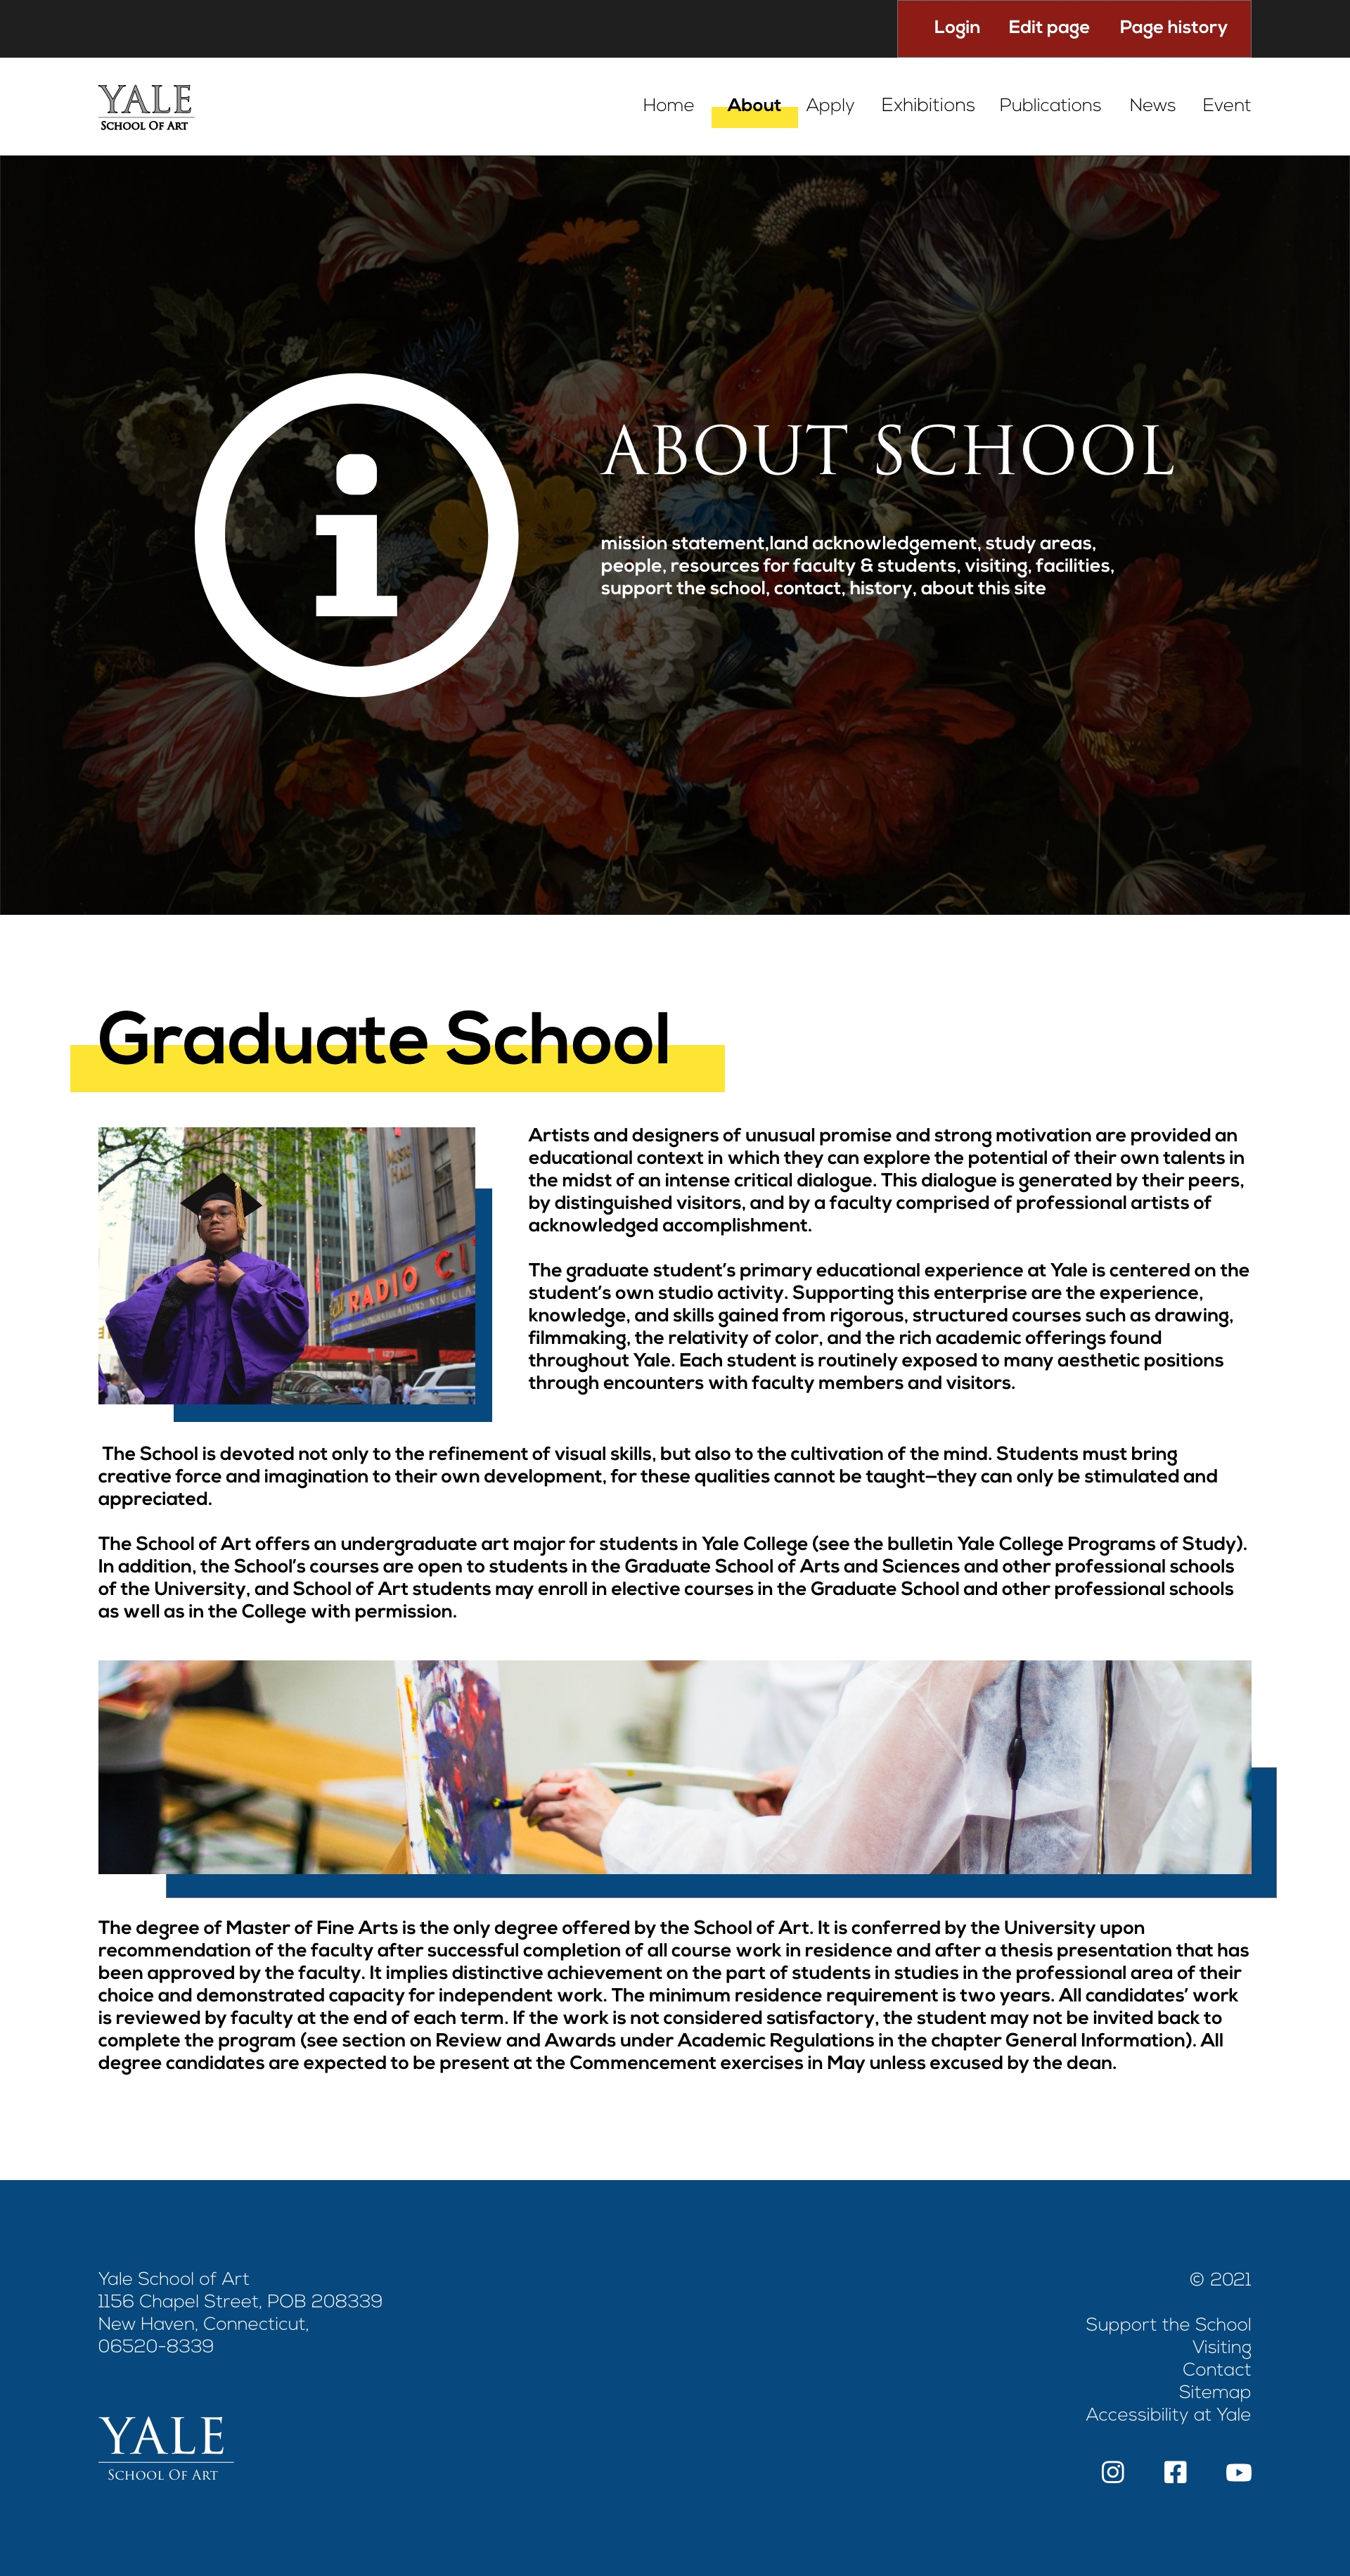 Login Edit page Page history
YALE
SCHOOL OF ART
Home About Apply Exhibitions Publications News Event
ABOUT SCHOOL
mission statement,land acknowledgement, study areas,
people, resources for faculty & students, visiting, facilities,
support the school, contact, history, about this site
Graduate School
MUSIC
HALL
RADIO CI
CONGRATULATIONS NYU CLAS
127
Artists and designers of unusual promise and strong motivation are provided an
educational context in which they can explore the potential of their own talents in
the midst of an intense critical dialogue. This dialogue is generated by their peers,
by distinguished visitors, and by a faculty comprised of professional artists of
acknowledged accomplishment.
The graduate student's primary educational experience at Yale is centered on the
student's own studio activity. Supporting this enterprise are the experience,
knowledge, and skills gained from rigorous, structured courses such as drawing,
filmmaking, the relativity of color, and the rich academic offerings found
throughout Yale. Each student is routinely exposed to many aesthetic positions
through encounters with faculty members and visitors.
The School is devoted not only to the refinement of visual skills, but also to the cultivation of the mind. Students must bring
creative force and imagination to their own development, for these qualities cannot be taught—they can only be stimulated and
appreciated.
The School of Art offers an undergraduate art major for students in Yale College (see the bulletin Yale College Programs of Study).
In addition, the School's courses are open to students in the Graduate School of Arts and Sciences and other professional schools
of the University, and School of Art students may enroll in elective courses in the Graduate School and other professional schools
as well as in the College with permission.
The degree of Master of Fine Arts is the only degree offered by the School of Art. It is conferred by the University upon
recommendation of the faculty after successful completion of all course work in residence and after a thesis presentation that has
been approved by the faculty. It implies distinctive achievement on the part of students in studies in the professional area of their
choice and demonstrated capacity for independent work. The minimum residence requirement is two years. All candidates' work
is reviewed by faculty at the end of each term. If the work is not considered satisfactory, the student may not be invited back to
complete the program (see section on Review and Awards under Academic Regulations in the chapter General Information). All
degree candidates are expected to be present at the Commencement exercises in May unless excused by the dean.
Yale School of Art
1156 Chapel Street, POB 208339
New Haven, Connecticut,
06520-8339
YALE
SCHOOL OF ART
© 2021
Support the School
Visiting
Contact
Sitemap
Accessibility at Yale